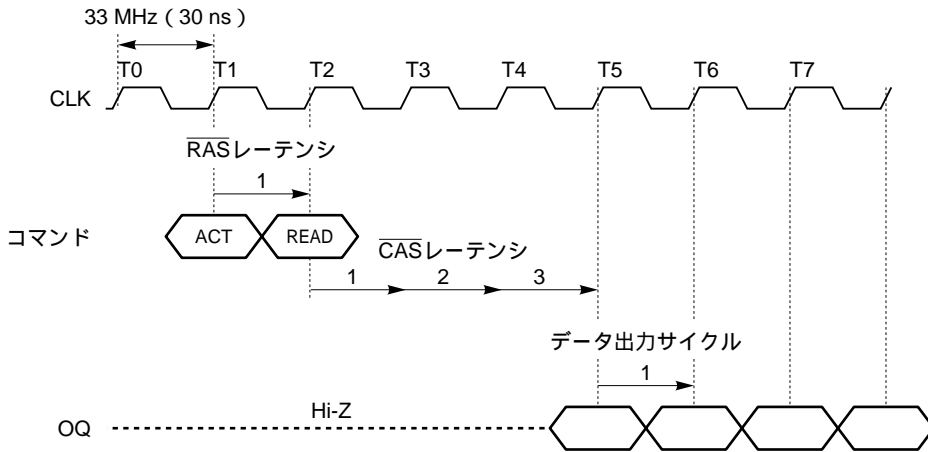 33 MHz ( 30 ns )
T0 T1 T2 T3 T4 T5 T6 T7
CLK
RASレーテンシ
1
コマンド ACT READ
CASレーテンシ
1 2 3
データ出力サイクル
1
Hi-Z
OQ